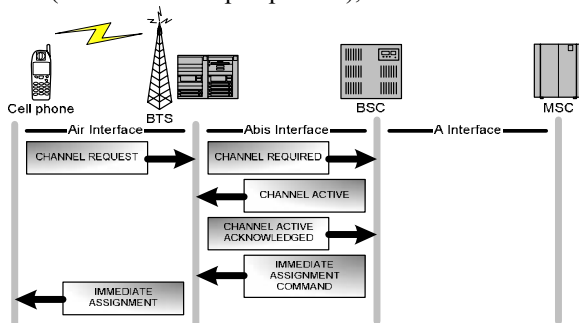 Cell phone
BTS
BSC
MSC
Air Interface
Abis Interface
A Interface
CHANNEL REQUEST
CHANNEL REQUIRED
CHANNEL ACTIVE
CHANNEL ACTIVE
ACKNOWLEDGED
IMMEDIATE
ASSIGNMENT
COMMAND
IMMEDIATE
ASSIGNMENT